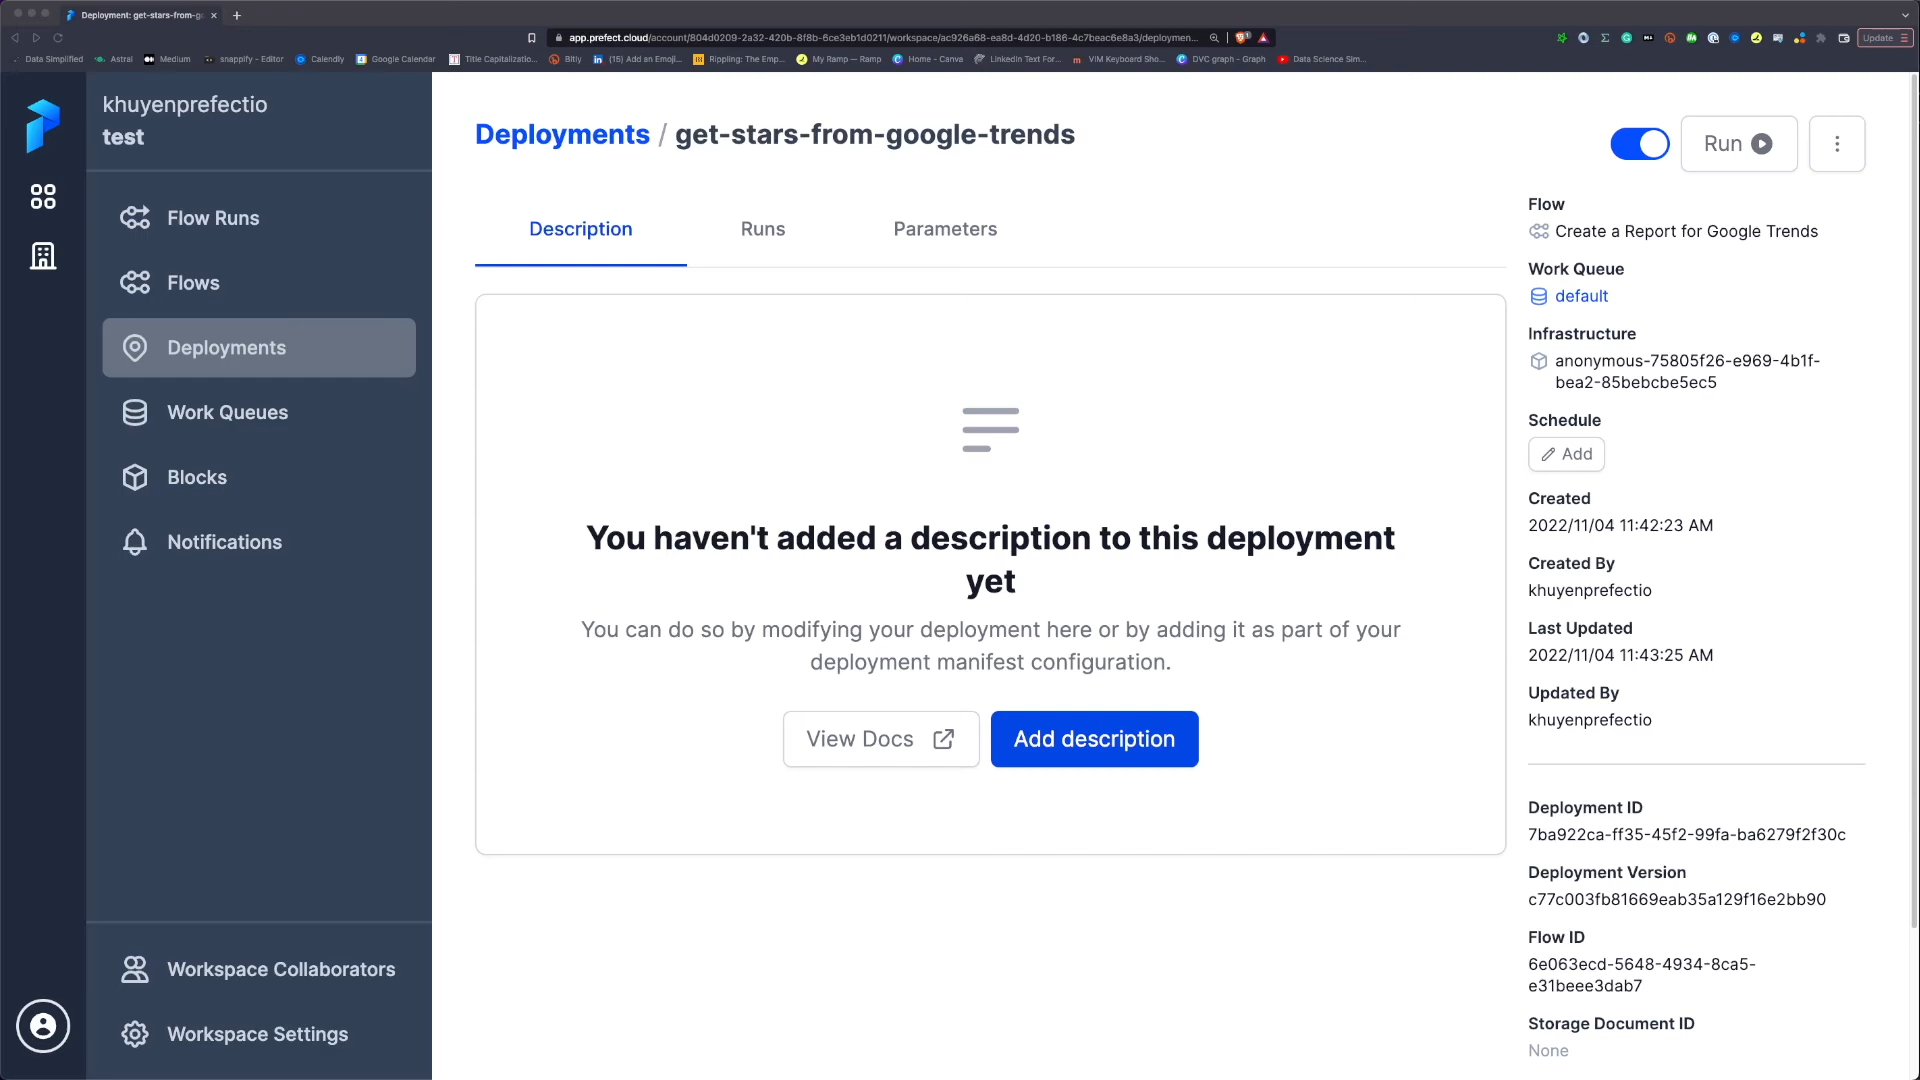 Deployment: get-stars-from-g
app.prefect.cloud/account/804d0209-2a32-420b-8f8b-6ce3eb1d0211/workspace/ac926a68-ea8d-4d20-b186-4c7beac6e8a3/deploymen...
Update
Data Simplified
Astral
Medium
snappify - Editor
Calendly
Google Calendar
Title Capitalizatio...
Bitly
(15) Add an Emoji...
Rippling: The Emp...
My Ramp — Ramp
Home - Canva
LinkedIn Text For...
VIM Keyboard Sho...
DVC graph - Graph
Data Science Sim...
khuyenprefectio
test
Flow Runs
Flows
Deployments
Work Queues
Blocks
Notifications
Workspace Collaborators
Workspace Settings
Deployments / get-stars-from-google-trends
Run
Description
Runs
Parameters
You haven't added a description to this deployment
yet
You can do so by modifying your deployment here or by adding it as part of your
deployment manifest configuration.
View Docs
Add description
Flow
Create a Report for Google Trends
Work Queue
default
Infrastructure
anonymous-75805f26-e969-4b1f-
bea2-85bebcbe5ec5
Schedule
Add
Created
2022/11/04 11:42:23 AM
Created By
khuyenprefectio
Last Updated
2022/11/04 11:43:25 AM
Updated By
khuyenprefectio
Deployment ID
7ba922ca-ff35-45f2-99fa-ba6279f2f30c
Deployment Version
c77c003fb81669eab35a129f16e2bb90
Flow ID
6e063ecd-5648-4934-8ca5-
e31beee3dab7
Storage Document ID
None